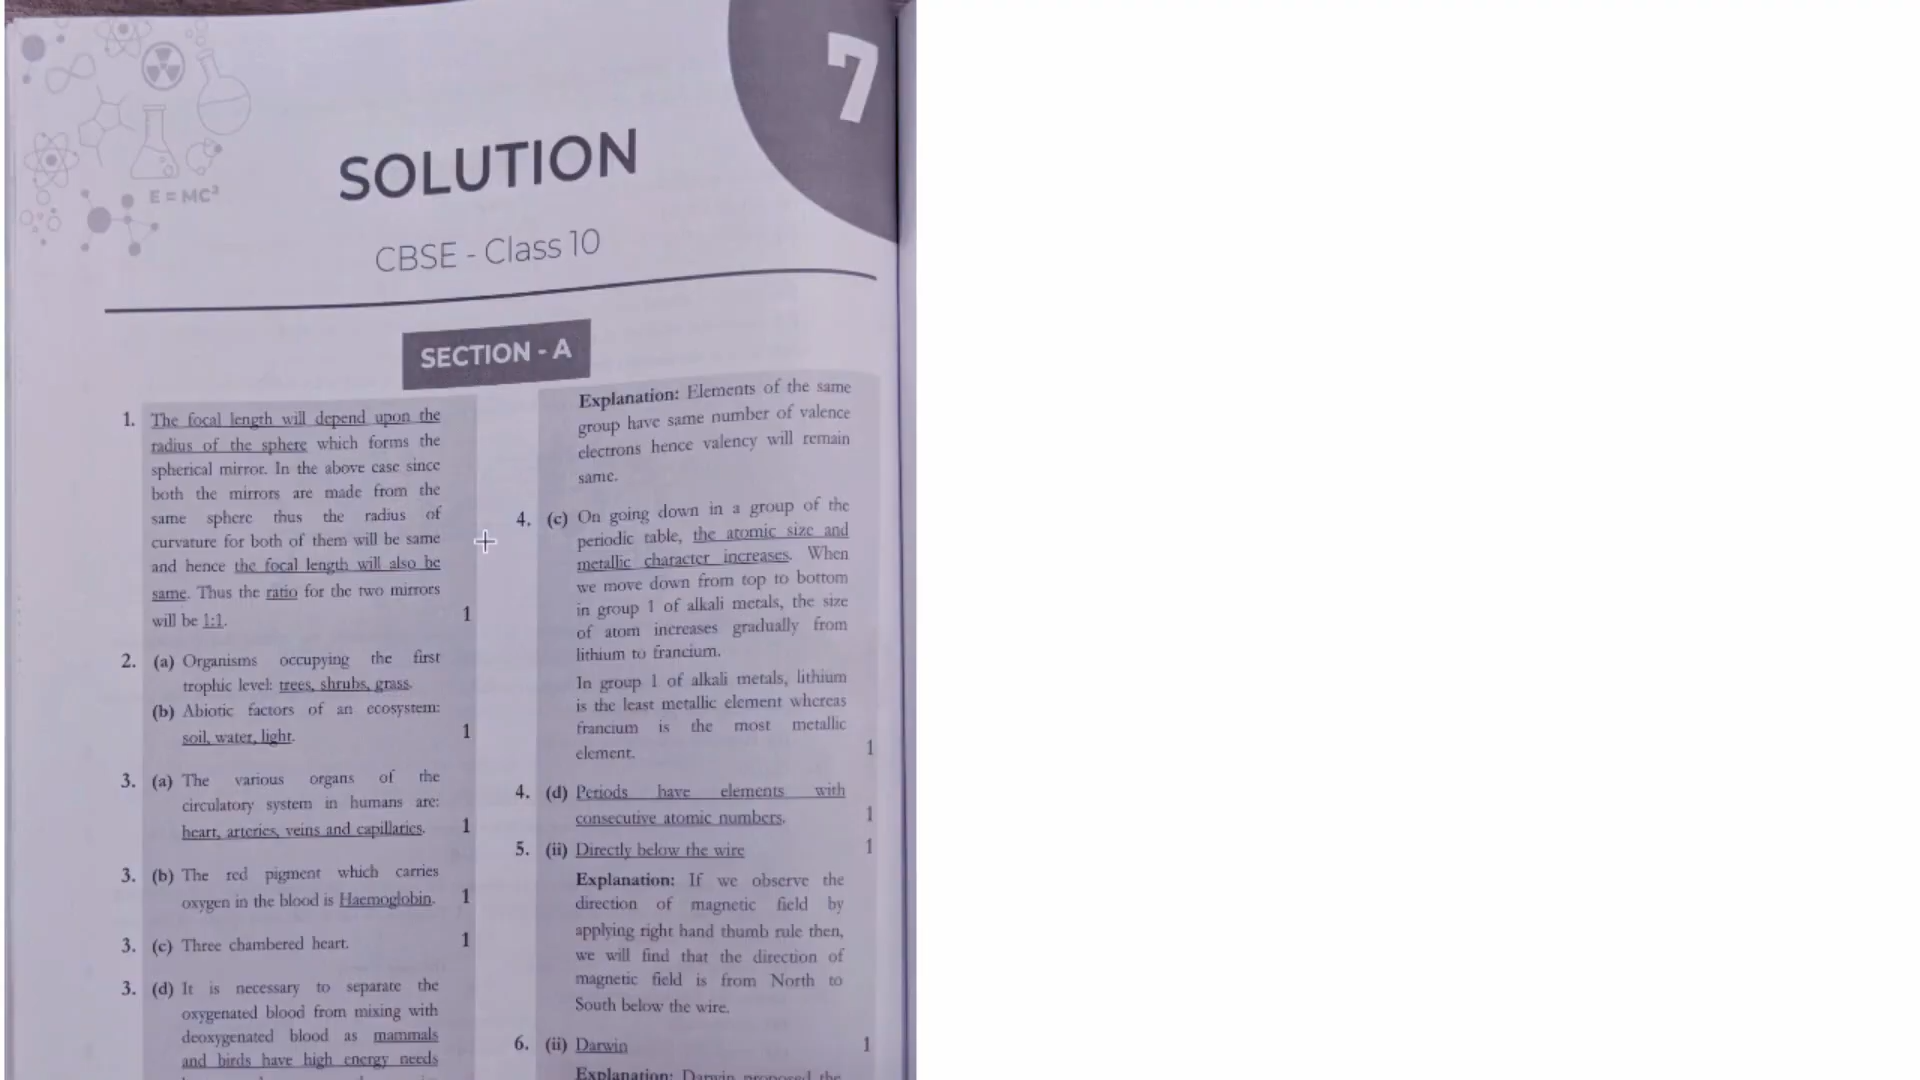 7
E = MC²
SOLUTION
CBSE - Class 10
SECTION - A
1. The focal length will depend upon the
radius of the sphere which forms the
spherical mirror. In the above case since
both the mirrors are made from the
same sphere thus the radius of
curvature for both of them will be same
and hence the focal length will also be
same. Thus the ratio for the two mirrors
will be 1:1. 1
2. (a) Organisms occupying the first
trophic level: trees, shrubs, grass.
(b) Abiotic factors of an ecosystem:
soil, water, light. 1
3. (a) The various organs of the
circulatory system in humans are:
heart, arteries, veins and capillaries. 1
3. (b) The red pigment which carries
oxygen in the blood is Haemoglobin. 1
3. (c) Three chambered heart. 1
3. (d) It is necessary to separate the
oxygenated blood from mixing with
deoxygenated blood as mammals
and birds have high energy needs
Explanation: Elements of the same
group have same number of valence
electrons hence valency will remain
same.
4. (c) On going down in a group of the
periodic table, the atomic size and
metallic character increases. When
we move down from top to bottom
in group 1 of alkali metals, the size
of atom increases gradually from
lithium to francium.
In group 1 of alkali metals, lithium
is the least metallic element whereas
francium is the most metallic
element. 1
4. (d) Periods have elements with
consecutive atomic numbers. 1
5. (ii) Directly below the wire 1
Explanation: If we observe the
direction of magnetic field by
applying right hand thumb rule then,
we will find that the direction of
magnetic field is from North to
South below the wire.
6. (ii) Darwin 1
Explanation: Darwin proposed the